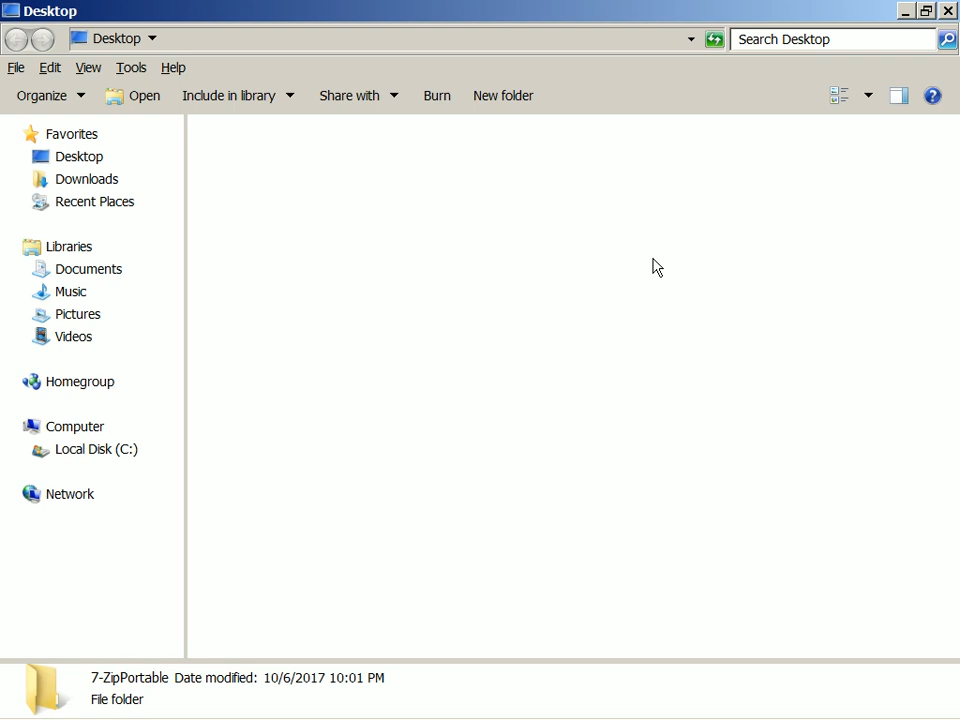 Desktop
Desktop
Search Desktop
File Edit View Tools Help
Organize Open Include in library Share with Burn New folder
Favorites
Desktop
Downloads
Recent Places
Libraries
Documents
Music
Pictures
Videos
Homegroup
Computer
Local Disk (C:)
Network
7-ZipPortable Date modified: 10/6/2017 10:01 PM
File folder